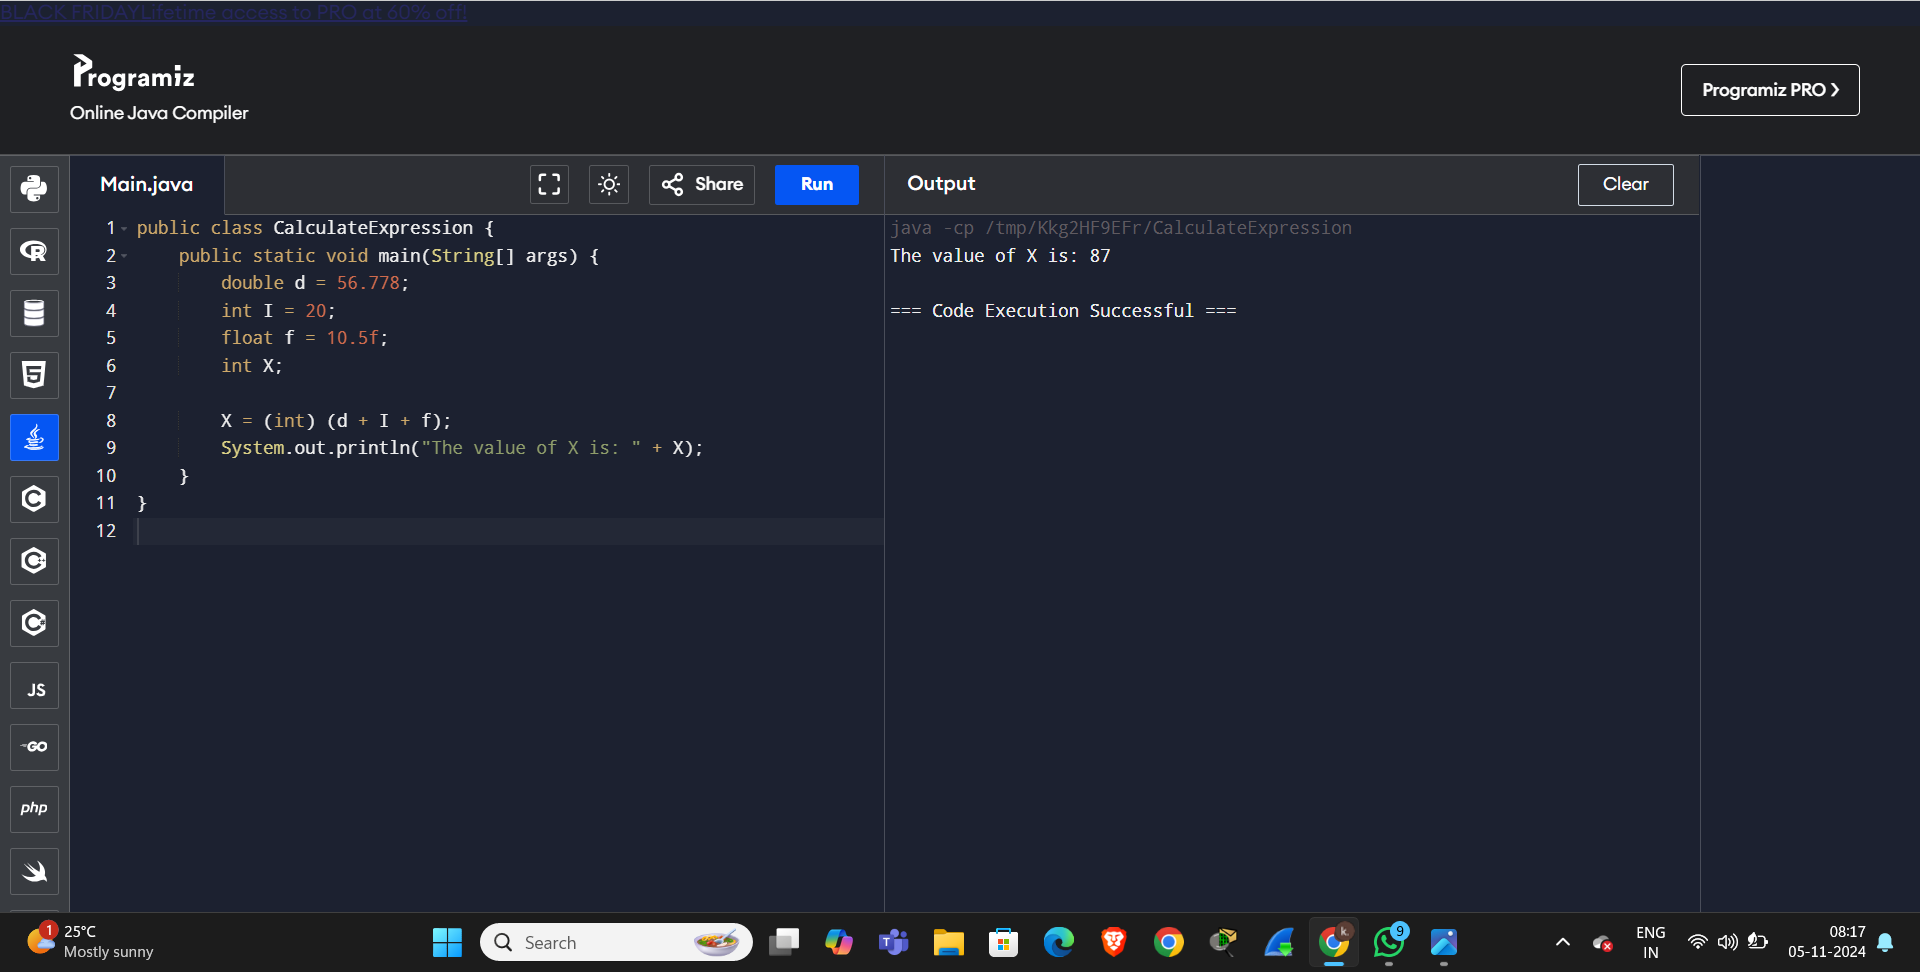 BLACK FRIDAYLifetime access to PRO at 60% off!
Programiz
Online Java Compiler
Programiz PRO ❯
Main.java
Share
Run
Output
Clear
1 public class CalculateExpression {
2     public static void main(String[] args) {
3         double d = 56.778;
4         int I = 20;
5         float f = 10.5f;
6         int X;
7
8         X = (int) (d + I + f);
9         System.out.println("The value of X is: " + X);
10     }
11 }
12
java -cp /tmp/Kkg2HF9EFr/CalculateExpression
The value of X is: 87
=== Code Execution Successful ===
R
5
C
C
C
JS
GO
php
1
25°C
Mostly sunny
Search
T
k.
9
ENG
IN
08:17
05-11-2024